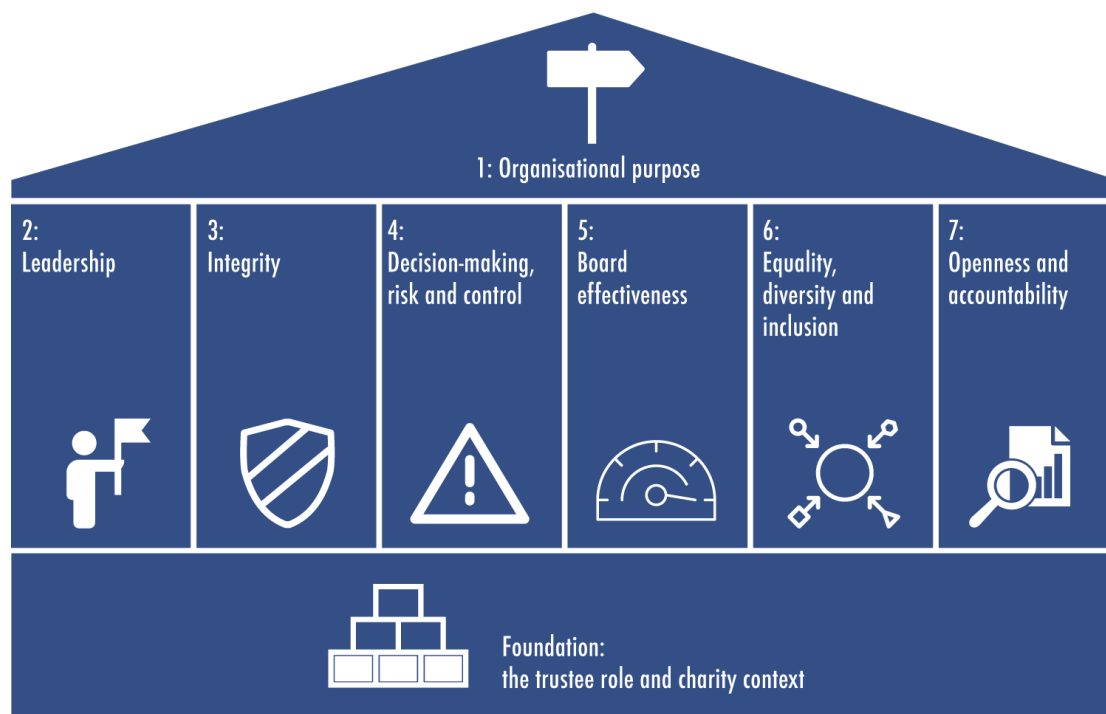 1: Organisational purpose
2:
Leadership
3:
Integrity
4:
Decision-making,
risk and control
5:
Board
effectiveness
6:
Equality,
diversity and
inclusion
7:
Openness and
accountability
Foundation:
the trustee role and charity context